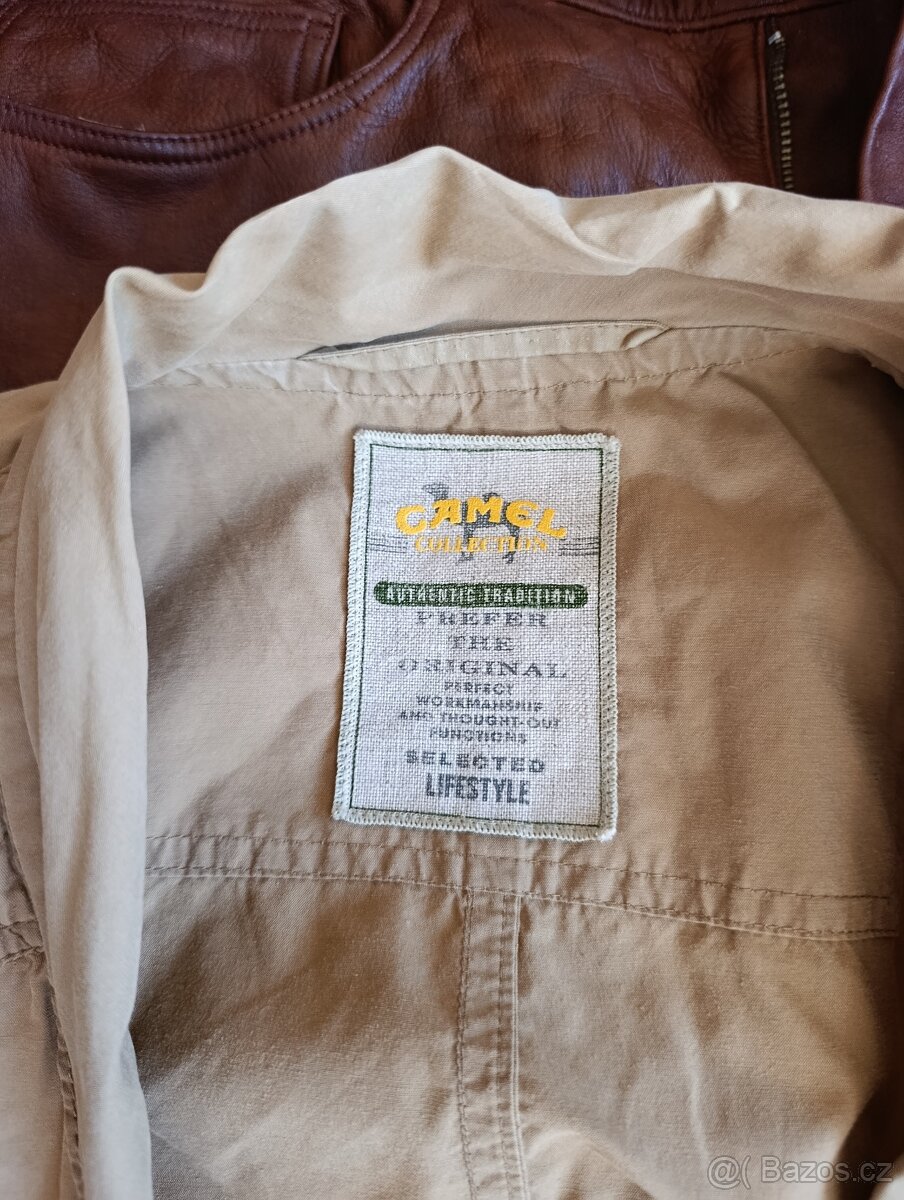 CAMEL
COLLECTION
AUTHENTIC TRADITION
PREFER
THE
ORIGINAL
PERFECT
WORKMANSHIP
AND THOUGHT-OUT
FUNCTIONS
SELECTED
LIFESTYLE
@( Bazos.cz